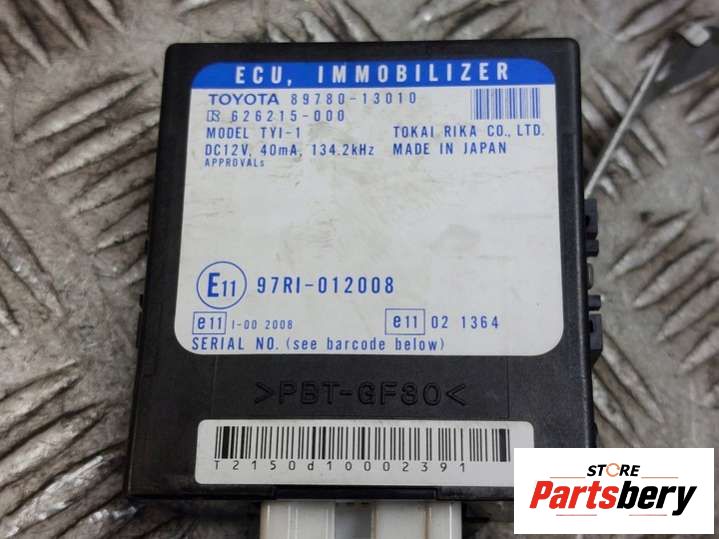 ECU, IMMOBILIZER
TOYOTA 89780-13010
626215-000
MODEL TYI-1 TOKAI RIKA CO., LTD.
DC12V, 40mA, 134.2kHz MADE IN JAPAN
APPROVALs
E11 97RI-012008
e11 I-00 2008 e11 02 1364
SERIAL NO. (see barcode below)
>PBT-GF30<
T2150d10002391
STORE
Partsbery